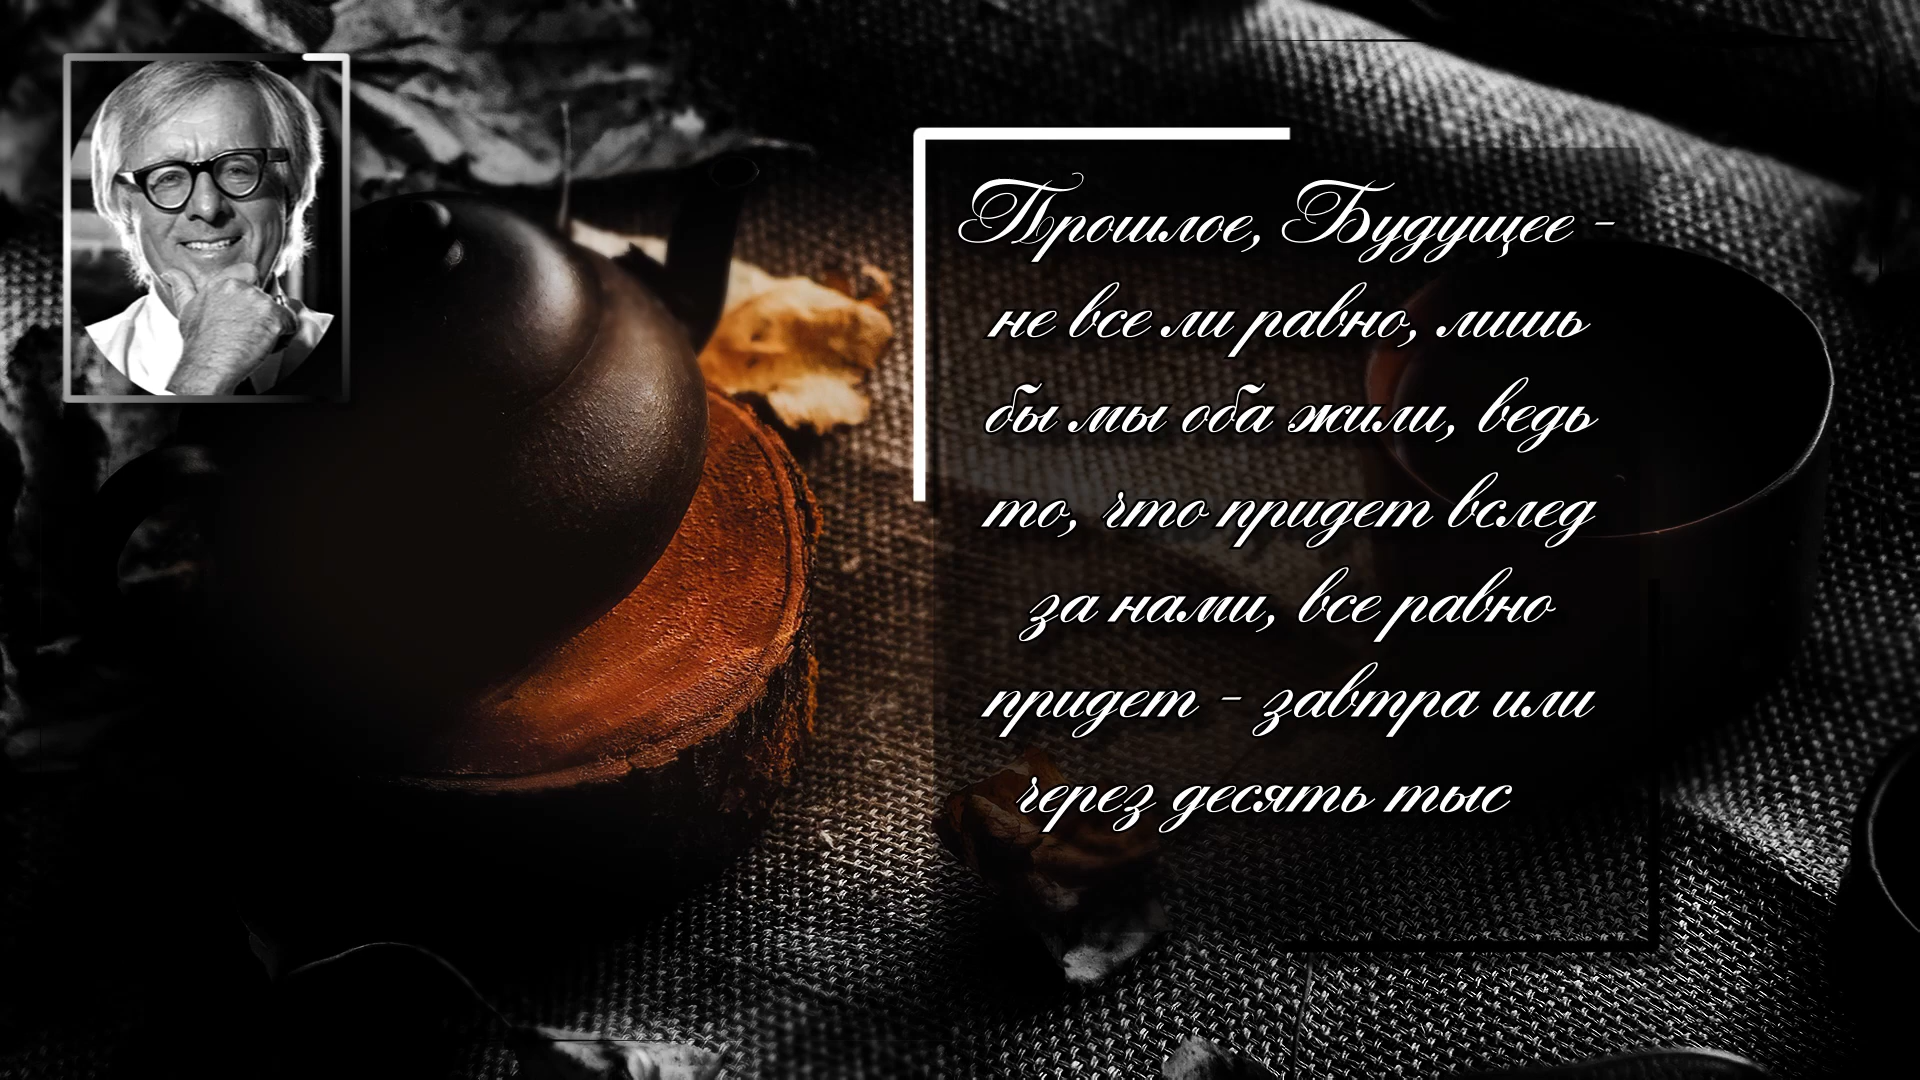 Прошлое, Будущее -
не все ли равно, лишь
бы мы оба жили, ведь
то, что придет вслед
за нами, все равно
придет - завтра или
через десять тыс